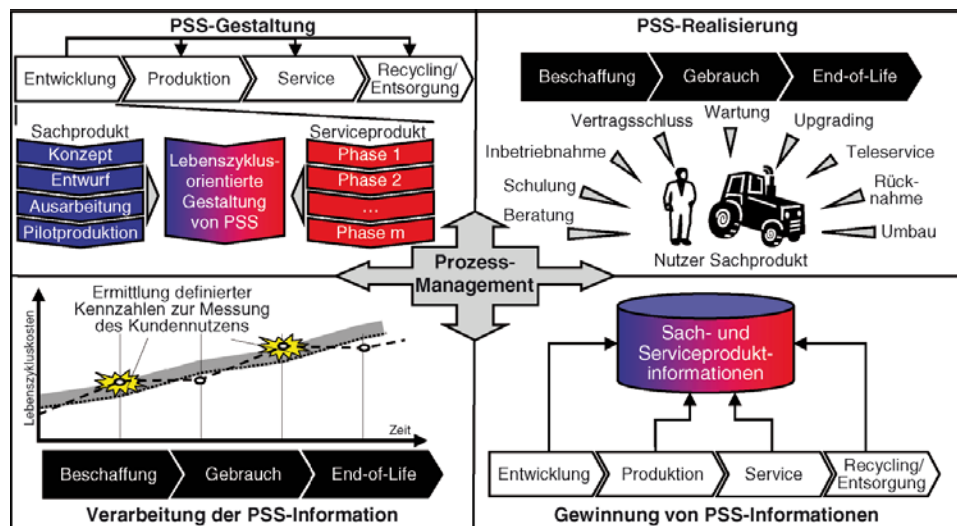 PSS-Gestaltung
Entwicklung
Produktion
Service
Recycling/
Entsorgung
Sachprodukt
Konzept
Entwurf
Ausarbeitung
Pilotproduktion
Lebenszyklus-
orientierte
Gestaltung
von PSS
Serviceprodukt
Phase 1
Phase 2
...
Phase m
PSS-Realisierung
Beschaffung
Gebrauch
End-of-Life
Vertragsschluss
Wartung
Upgrading
Inbetriebnahme
Teleservice
Schulung
Rück-
nahme
Beratung
Umbau
Nutzer Sachprodukt
Prozess-
Management
Ermittlung definierter
Kennzahlen zur Messung
des Kundennutzens
Lebenszykluskosten
Zeit
Beschaffung
Gebrauch
End-of-Life
Verarbeitung der PSS-Information
Sach- und
Serviceprodukt-
informationen
Entwicklung
Produktion
Service
Recycling/
Entsorgung
Gewinnung von PSS-Informationen